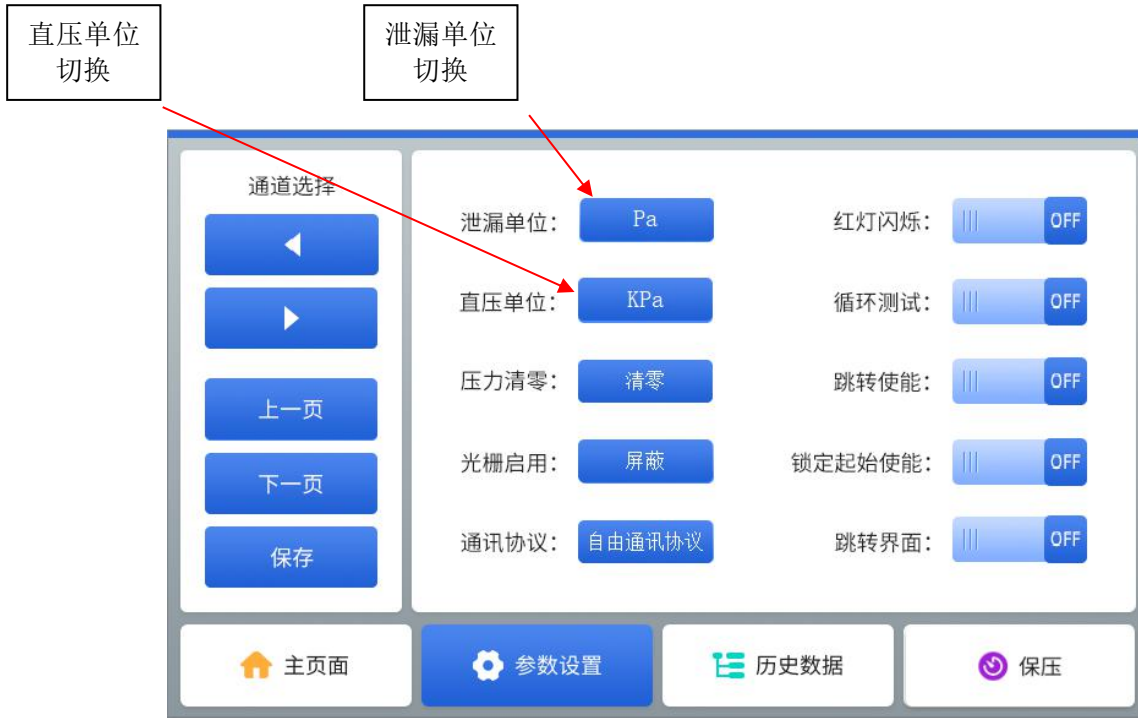 直压单位
切换
泄漏单位
切换
通道选择
上一页
下一页
保存
泄漏单位： Pa
红灯闪烁： OFF
直压单位： KPa
循环测试： OFF
压力清零： 清零
跳转使能： OFF
光栅启用： 屏蔽
锁定起始使能： OFF
通讯协议： 自由通讯协议
跳转界面： OFF
主页面
参数设置
历史数据
保压